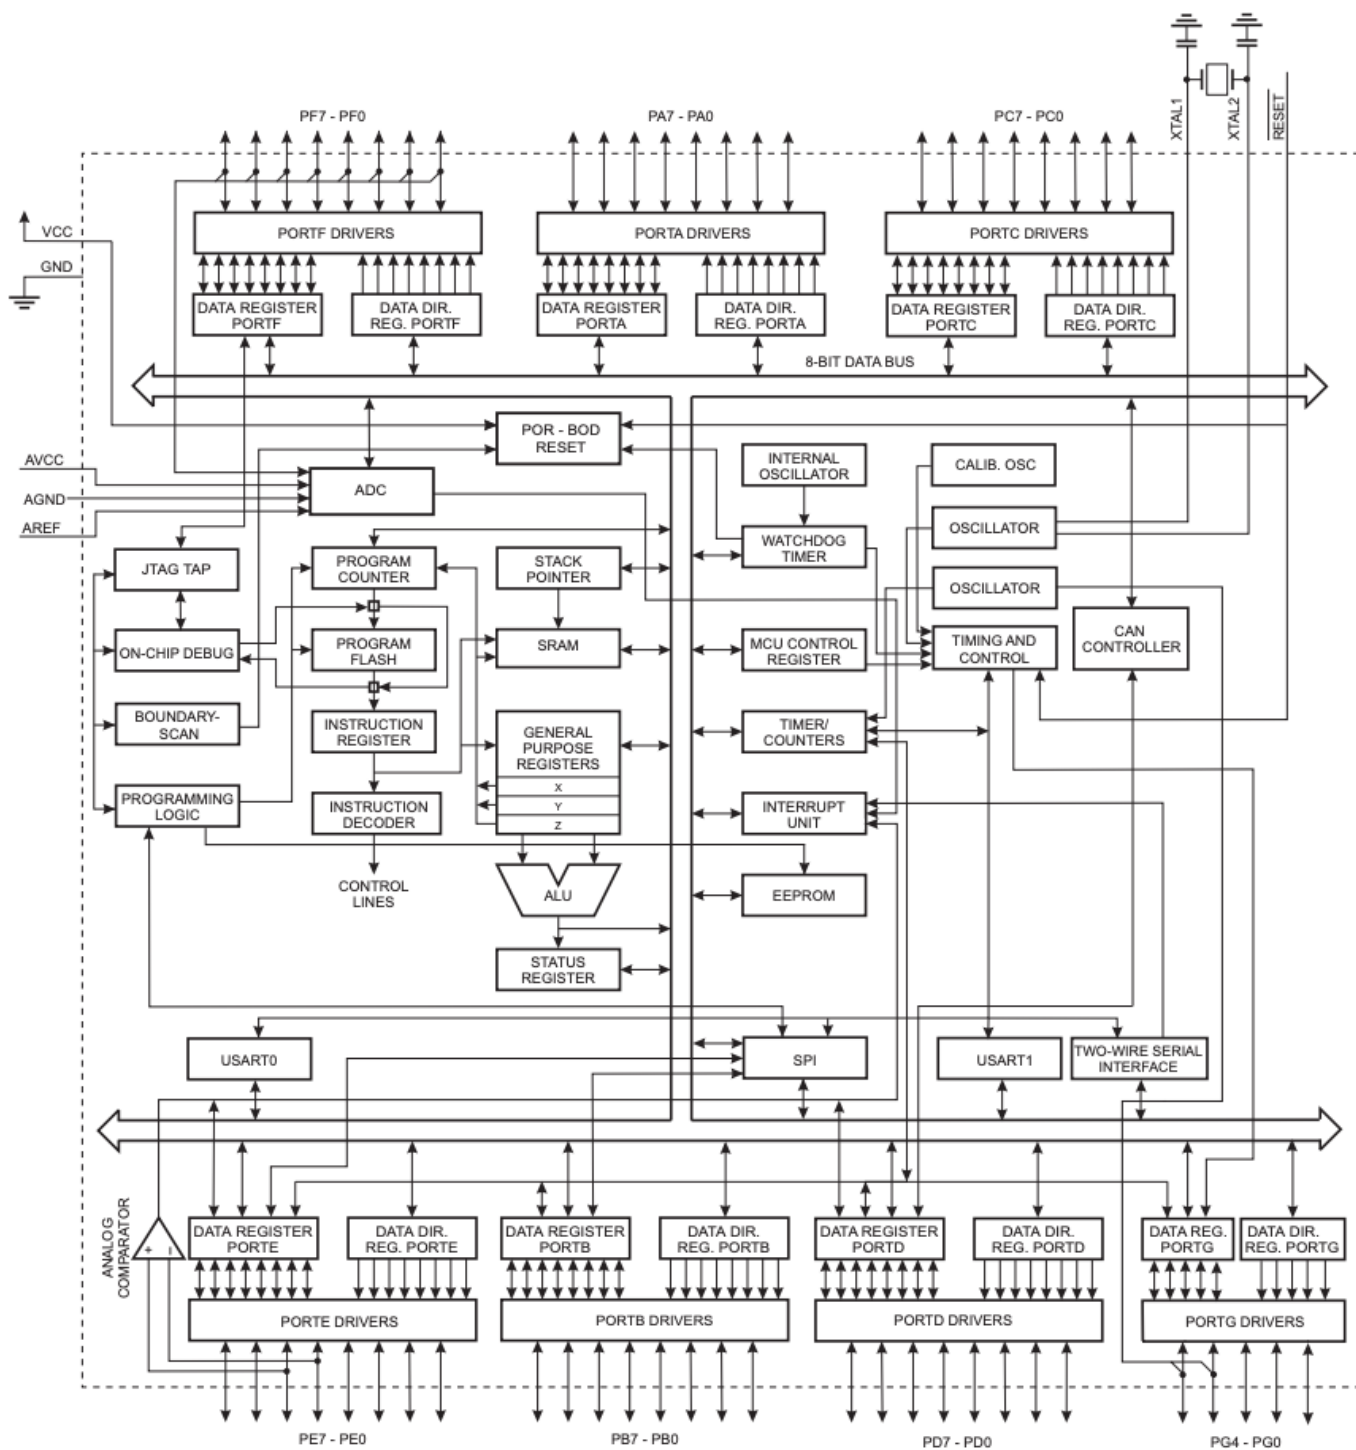 XTAL1
XTAL2
RESET
PF7 - PF0
PA7 - PA0
PC7 - PC0
VCC
GND
PORTF DRIVERS
PORTA DRIVERS
PORTC DRIVERS
DATA REGISTER
PORTF
DATA DIR.
REG. PORTF
DATA REGISTER
PORTA
DATA DIR.
REG. PORTA
DATA REGISTER
PORTC
DATA DIR.
REG. PORTC
8-BIT DATA BUS
POR - BOD
RESET
INTERNAL
OSCILLATOR
CALIB. OSC
AVCC
AGND
AREF
ADC
OSCILLATOR
WATCHDOG
TIMER
JTAG TAP
PROGRAM
COUNTER
STACK
POINTER
OSCILLATOR
ON-CHIP DEBUG
PROGRAM
FLASH
SRAM
MCU CONTROL
REGISTER
TIMING AND
CONTROL
CAN
CONTROLLER
BOUNDARY-
SCAN
INSTRUCTION
REGISTER
GENERAL
PURPOSE
REGISTERS
X
Y
Z
TIMER/
COUNTERS
PROGRAMMING
LOGIC
INSTRUCTION
DECODER
INTERRUPT
UNIT
CONTROL
LINES
ALU
EEPROM
STATUS
REGISTER
USART0
SPI
USART1
TWO-WIRE SERIAL
INTERFACE
ANALOG
COMPARATOR
+
-
DATA REGISTER
PORTE
DATA DIR.
REG. PORTE
DATA REGISTER
PORTB
DATA DIR.
REG. PORTB
DATA REGISTER
PORTD
DATA DIR.
REG. PORTD
DATA REG.
PORTG
DATA DIR.
REG. PORTG
PORTE DRIVERS
PORTB DRIVERS
PORTD DRIVERS
PORTG DRIVERS
PE7 - PE0
PB7 - PB0
PD7 - PD0
PG4 - PG0